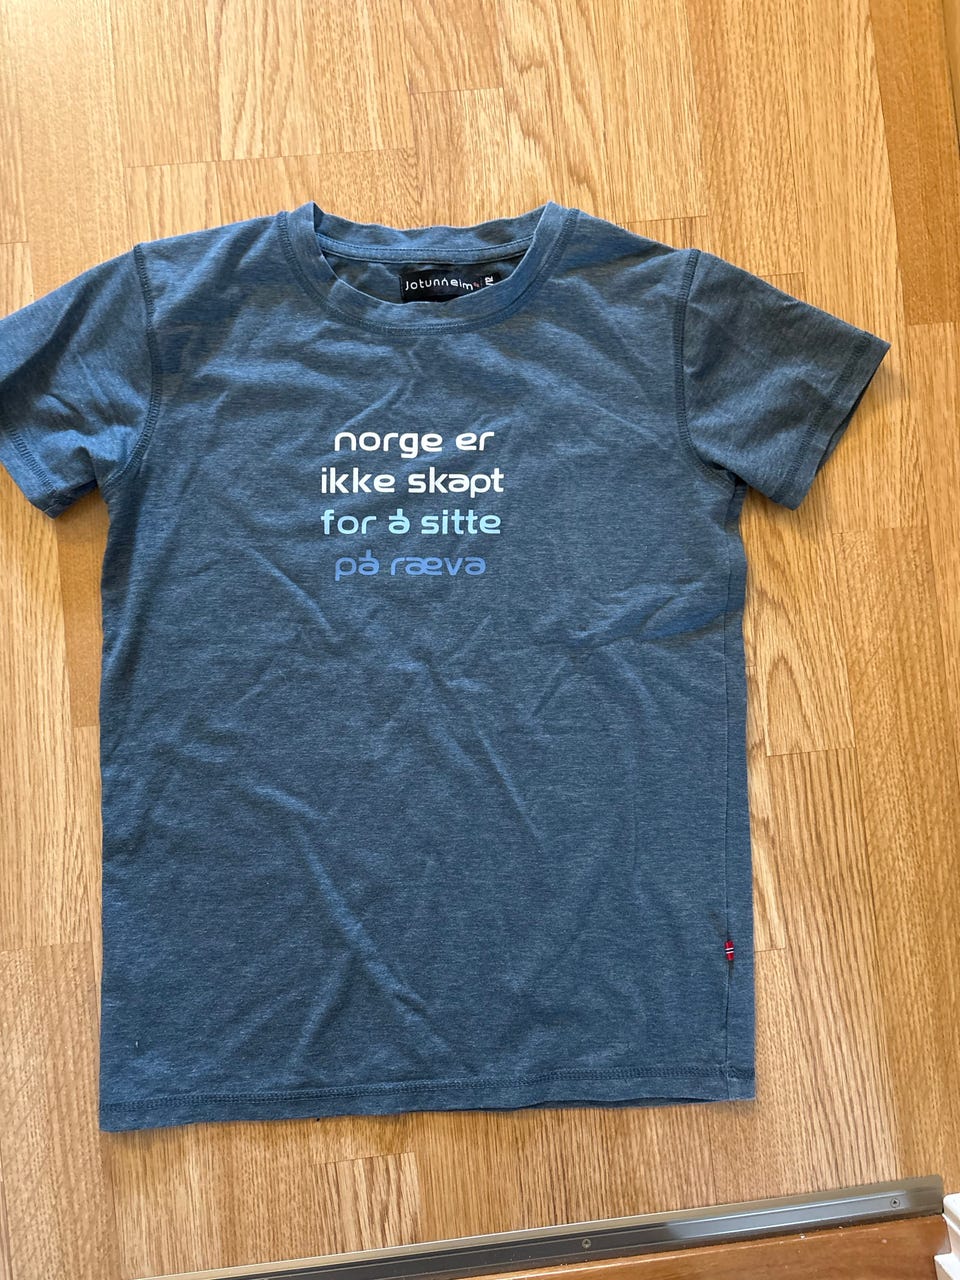 Jotunheim
norge er
ikke skapt
for å sitte
på ræva